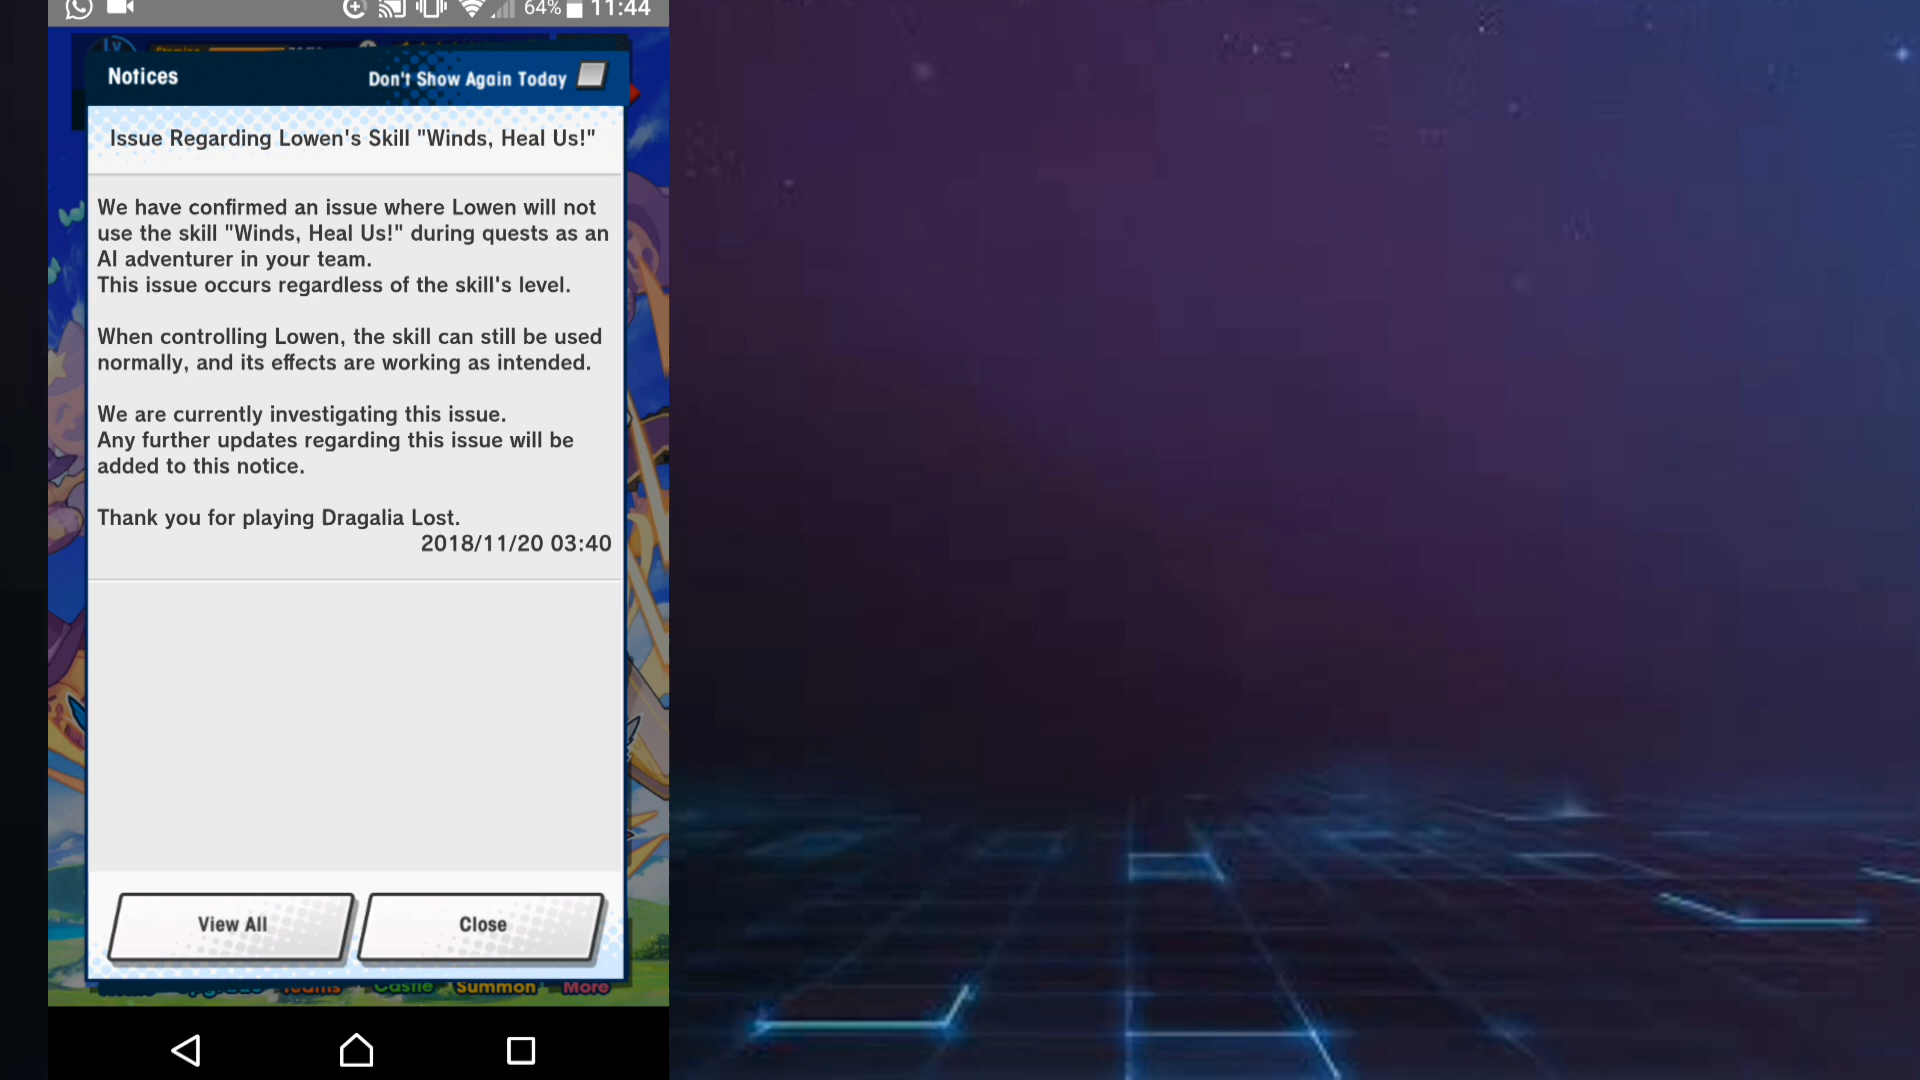 64% 11:44
Lv
Notices
Don't Show Again Today
Issue Regarding Lowen's Skill "Winds, Heal Us!"
We have confirmed an issue where Lowen will not
use the skill "Winds, Heal Us!" during quests as an
AI adventurer in your team.
This issue occurs regardless of the skill's level.
When controlling Lowen, the skill can still be used
normally, and its effects are working as intended.
We are currently investigating this issue.
Any further updates regarding this issue will be
added to this notice.
Thank you for playing Dragalia Lost.
2018/11/20 03:40
View All
Close
Upgrade Teams Castle Summon More